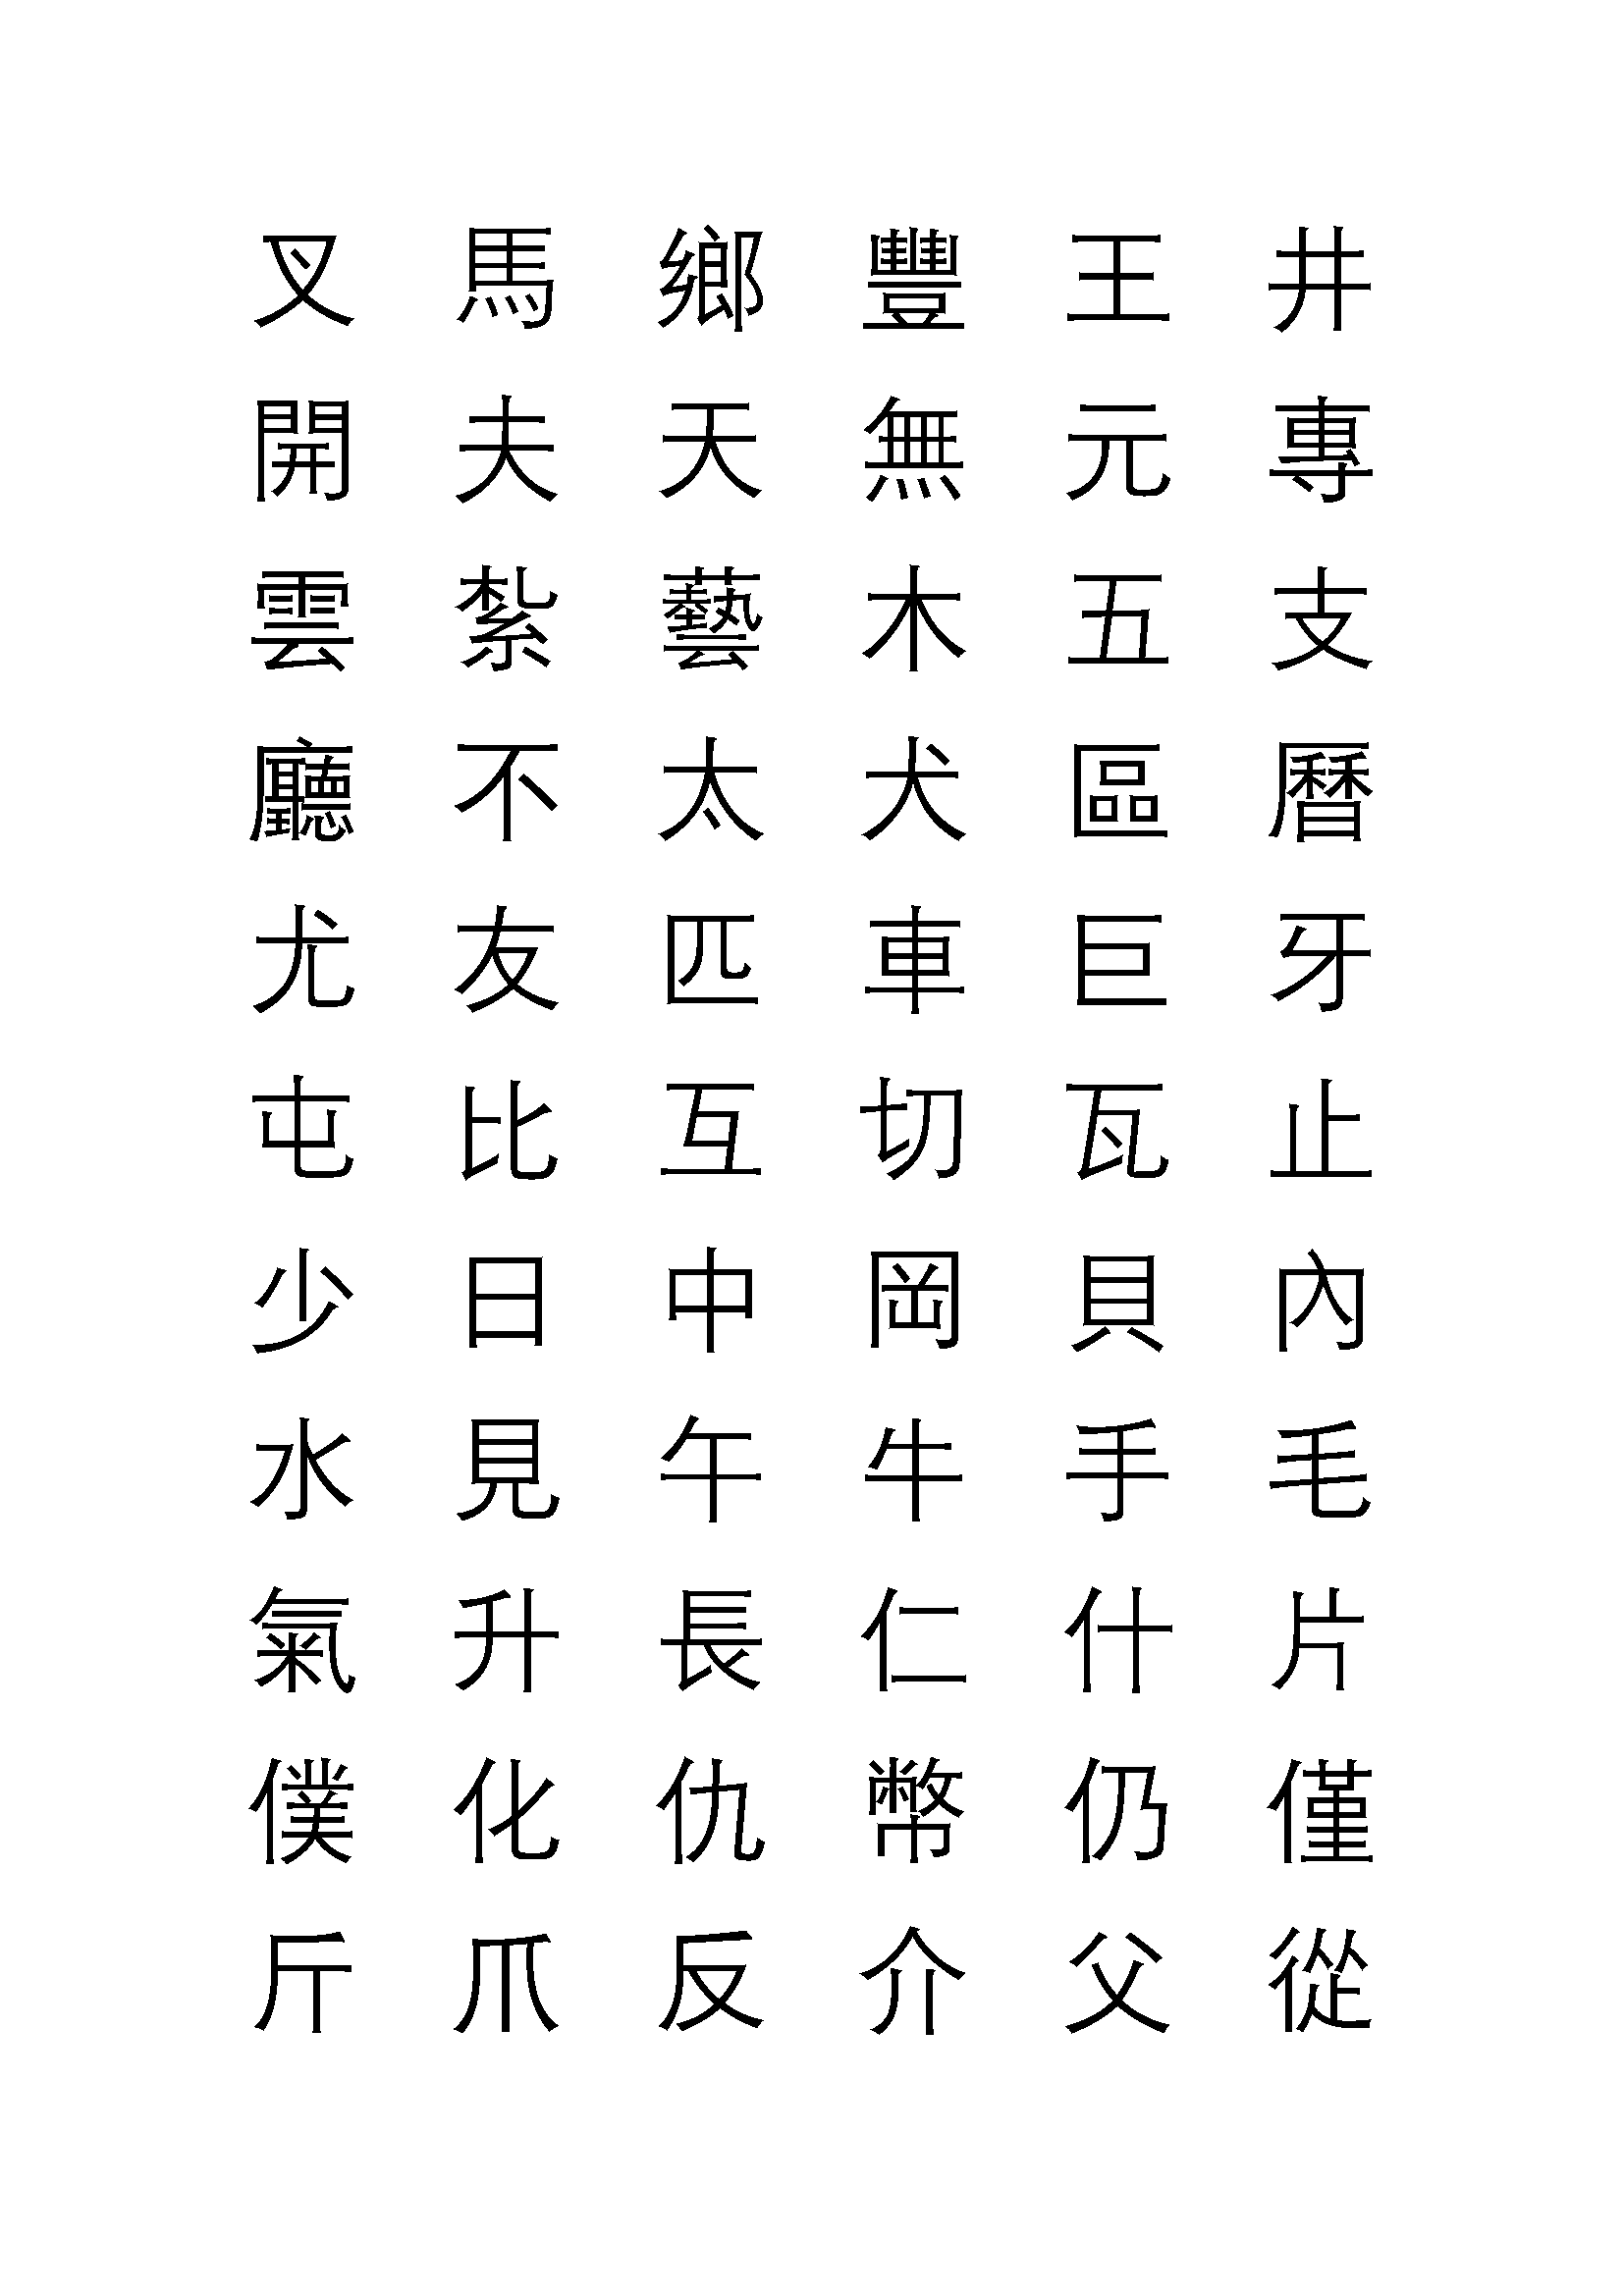 叉馬鄉豐王井
開夫天無元專
雲紮藝木五支
廳不太犬區曆
尤友匹車巨牙
屯比互切瓦止
少日中岡貝內
水見午牛手毛
氣升長仁什片
僕化仇幣仍僅
斤爪反介父從